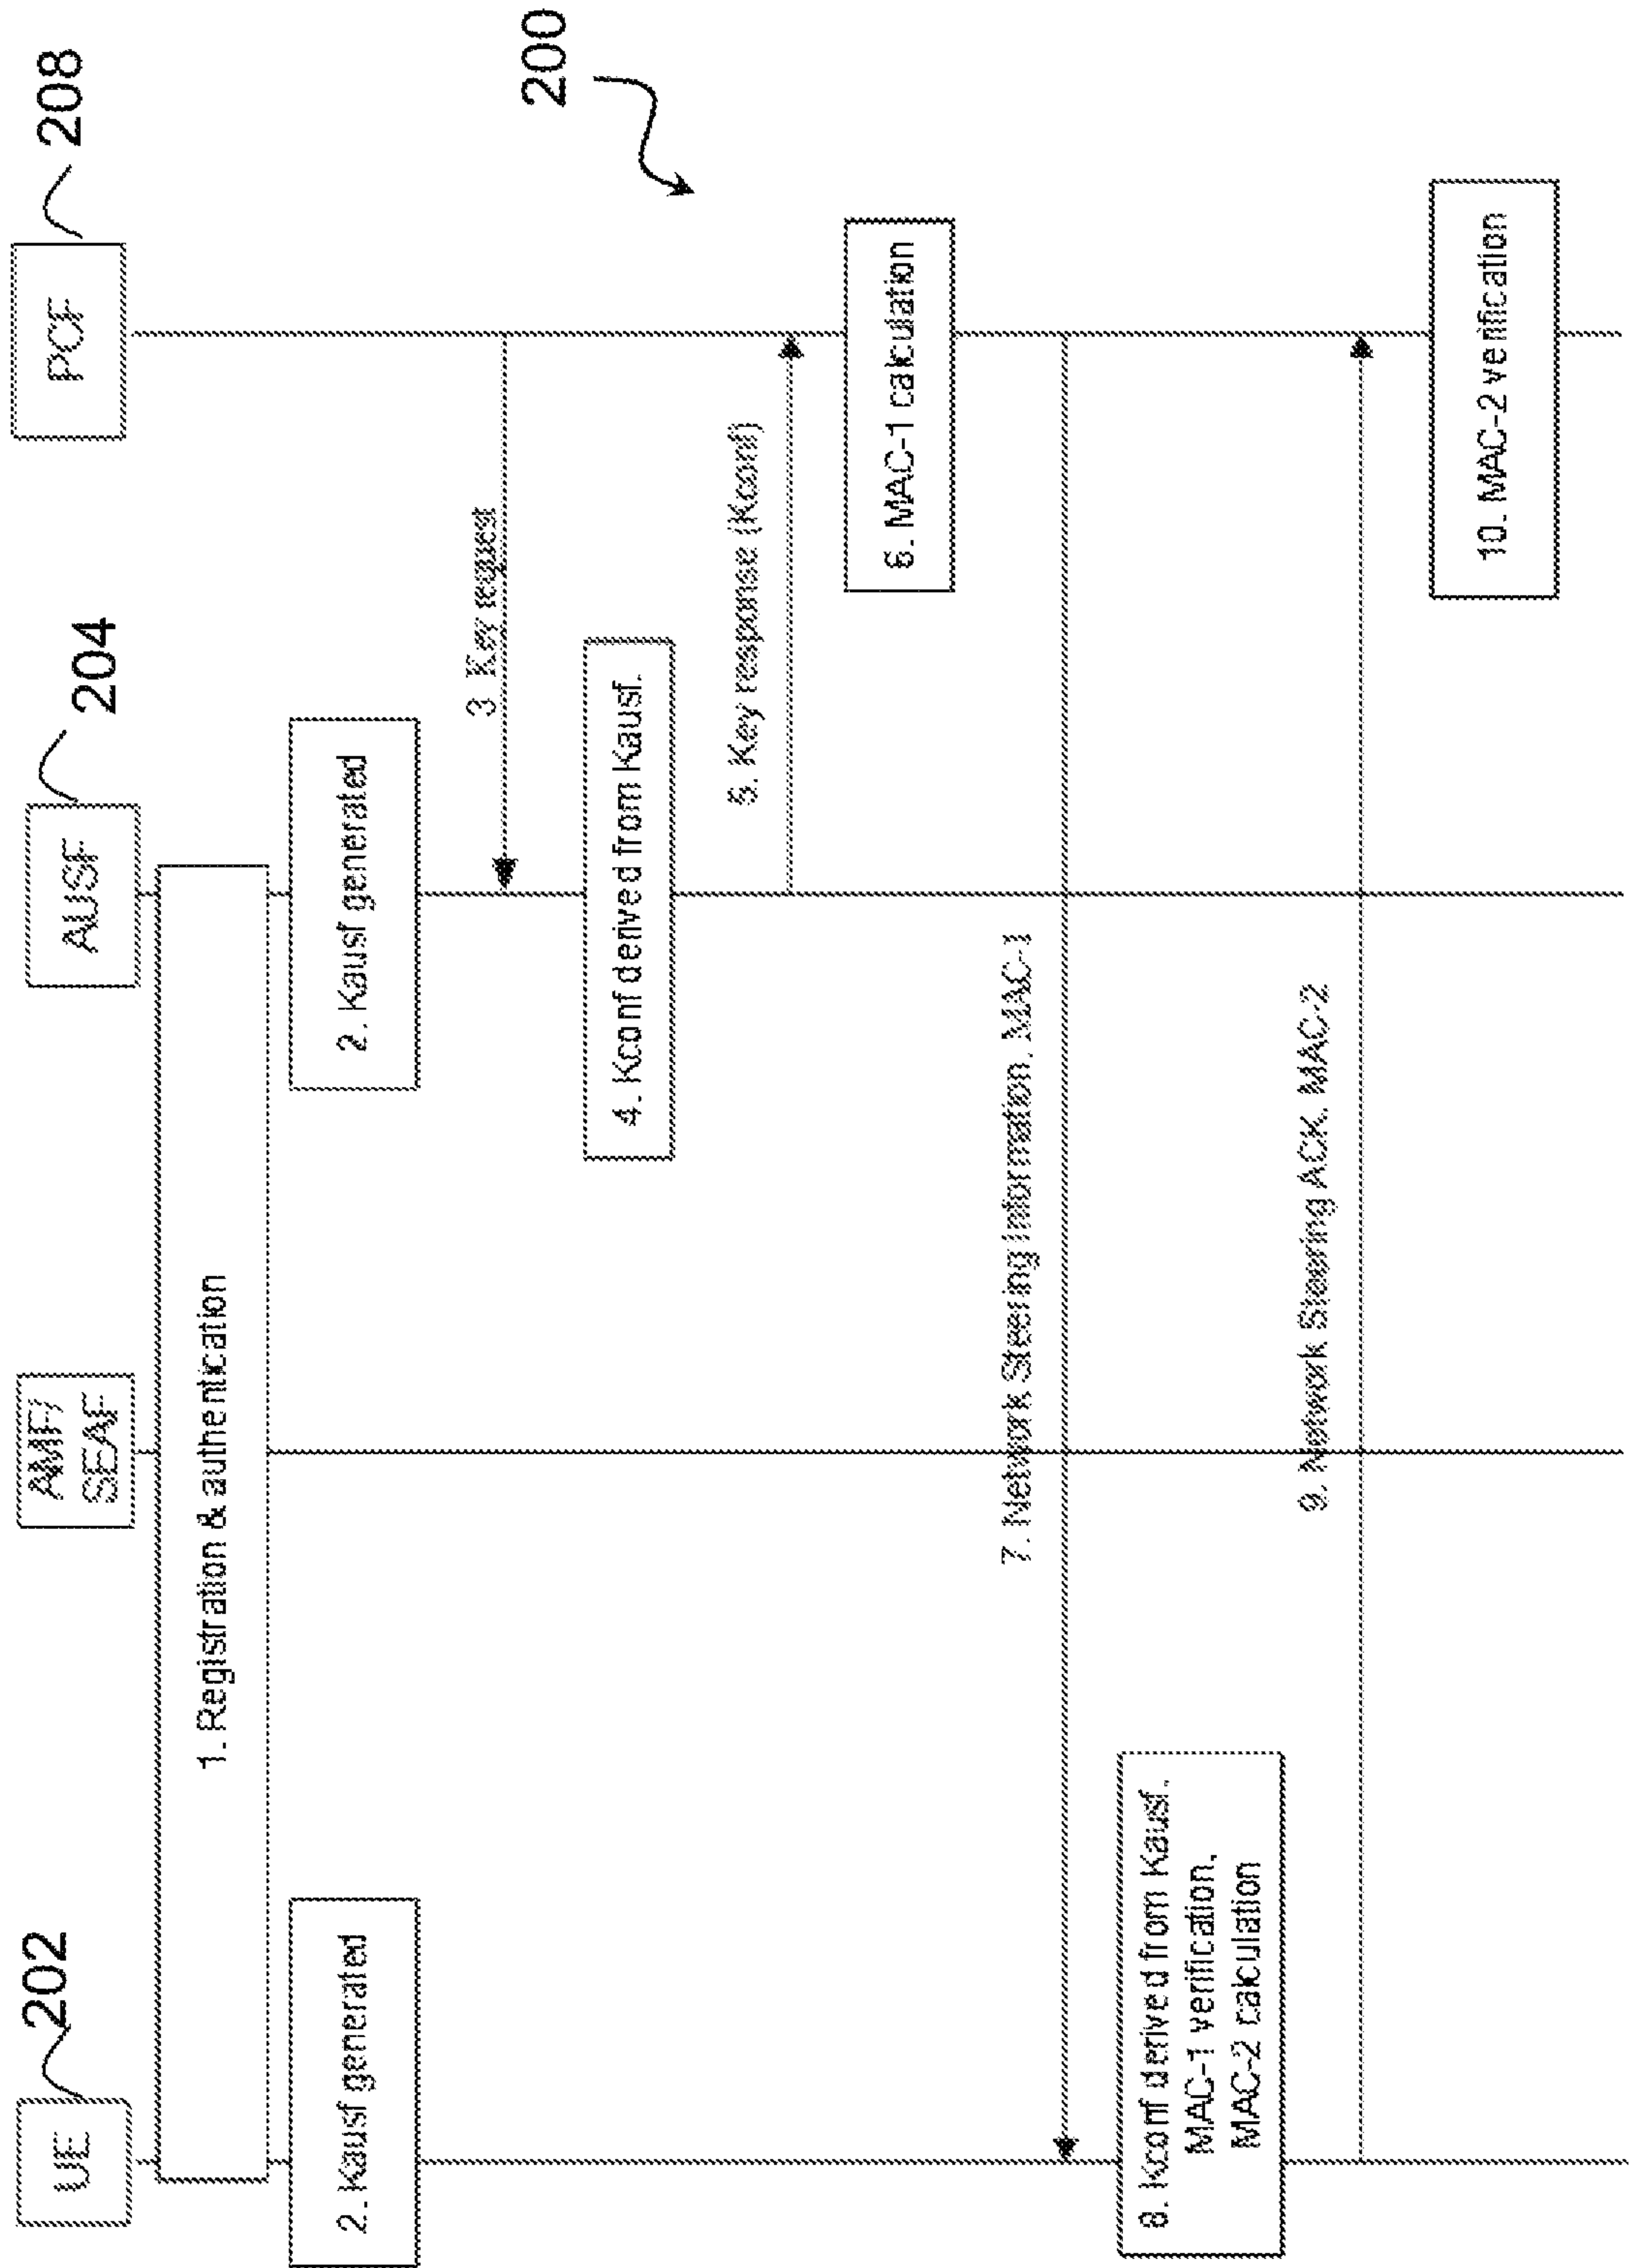 UE
202
AMF/
SEAF
AUSF
204
PCF
208
1. Registration & authentication
2. Kausf generated
2. Kausf generated
3 Key request
200
4. Kconf derived from Kausf.
5. Key response (Kconf)
6. MAC-1 calculation
7. Network Steering Information, MAC-1
8. Kconf derived from Kausf.
MAC-1 verification,
MAC-2 calculation
9. Network Steering ACK, MAC-2
10. MAC-2 verification